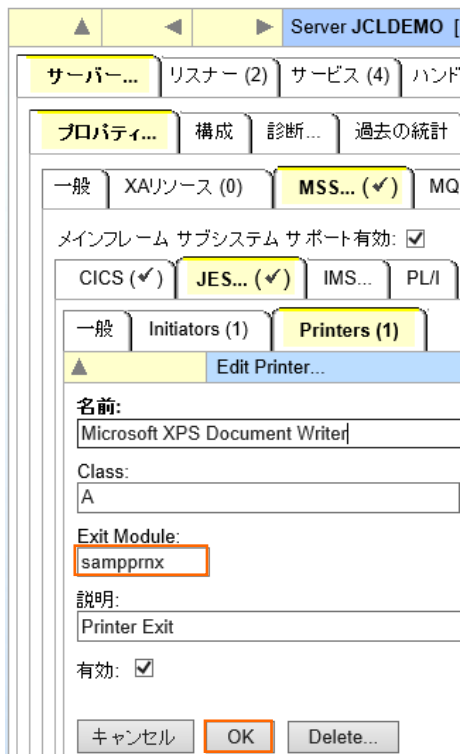 Server JCLDEMO [
サーバー... リスナー (2) サービス (4) ハンド
プロパティ... 構成 診断... 過去の統計
一般 XAリソース (0) MSS... (✓) MQ
メインフレーム サブシステム サポート有効: ☑
CICS (✓) JES... (✓) IMS... PL/I
一般 Initiators (1) Printers (1)
Edit Printer...
名前:
Microsoft XPS Document Writer
Class:
A
Exit Module:
sampprnx
説明:
Printer Exit
有効: ☑
キャンセル OK Delete...